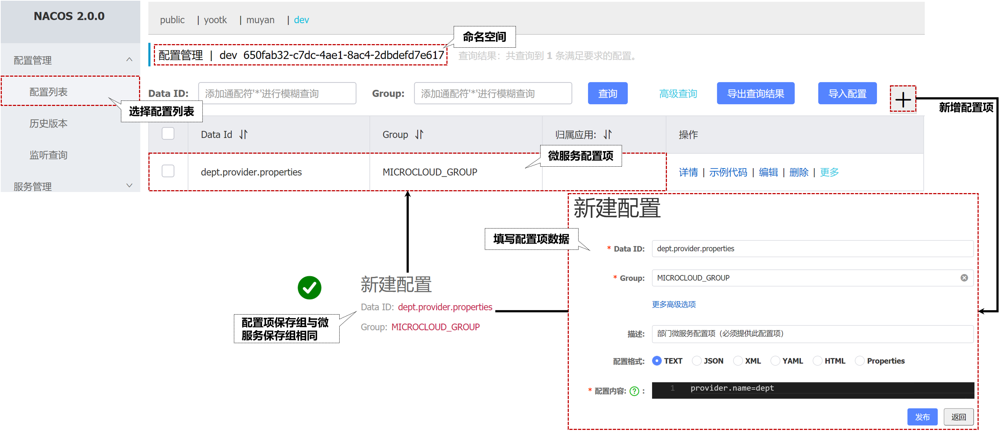 NACOS 2.0.0
public | yootk | muyan | dev
命名空间
配置管理 | dev 650fab32-c7dc-4ae1-8ac4-2dbdefd7e617 查询结果：共查询到 1 条满足要求的配置。
配置管理
配置列表
选择配置列表
历史版本
监听查询
服务管理
Data ID: 添加通配符'*'进行模糊查询 Group: 添加通配符'*'进行模糊查询 查询 高级查询 导出查询结果 导入配置
新增配置项
Data Id Group 归属应用: 操作
微服务配置项
dept.provider.properties MICROCLOUD_GROUP 详情 | 示例代码 | 编辑 | 删除 | 更多
新建配置
填写配置项数据
* Data ID: dept.provider.properties
* Group: MICROCLOUD_GROUP
更多高级选项
描述: 部门微服务配置项（必须提供此配置项）
配置格式: TEXT JSON XML YAML HTML Properties
* 配置内容: ? : 1 provider.name=dept
发布 返回
新建配置
Data ID: dept.provider.properties
Group: MICROCLOUD_GROUP
配置项保存组与微
服务保存组相同